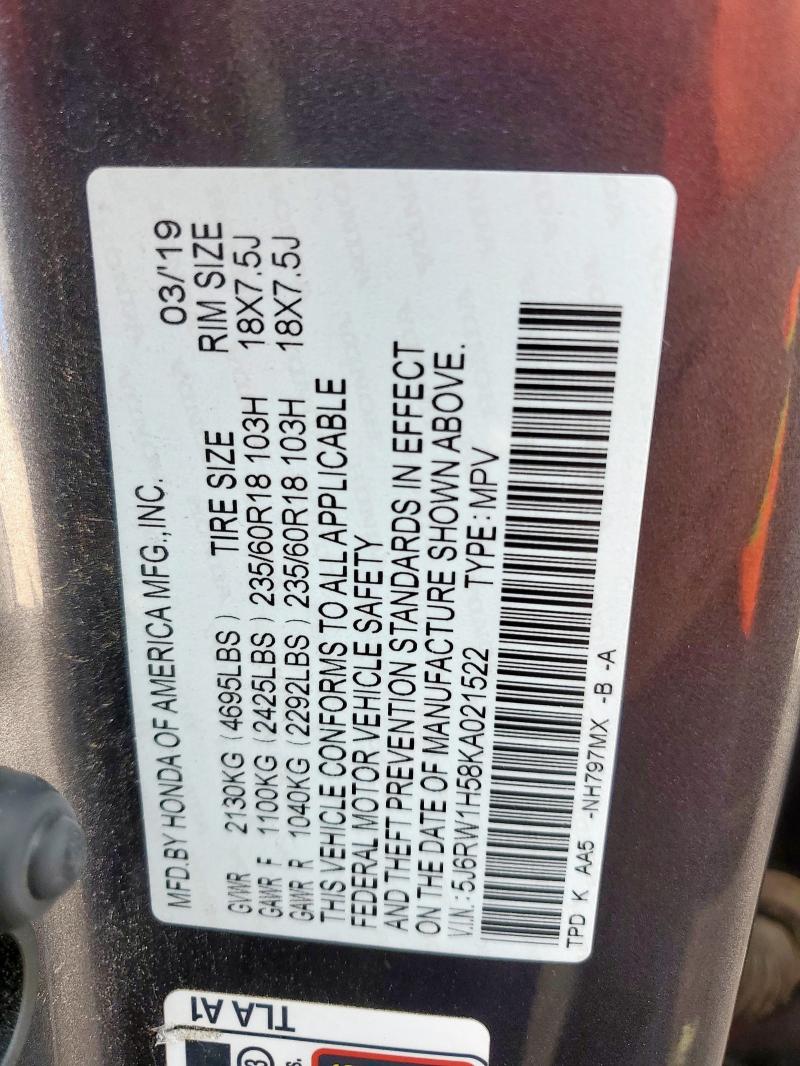 MFD.BY HONDA OF AMERICA MFG.,INC. 03/'19
TIRE SIZE RIM SIZE
GVWR 2130KG (4695LBS)
GAWR F 1100KG (2425LBS) 235/60R18 103H 18X7.5J
GAWR R 1040KG (2292LBS) 235/60R18 103H 18X7.5J
THIS VEHICLE CONFORMS TO ALL APPLICABLE
FEDERAL MOTOR VEHICLE SAFETY
AND THEFT PREVENTION STANDARDS IN EFFECT
ON THE DATE OF MANUFACTURE SHOWN ABOVE.
V.I.N.: 5J6RW1H58KA021522 TYPE: MPV
TPD K AA5 -NH797MX -B -A
TLA A1